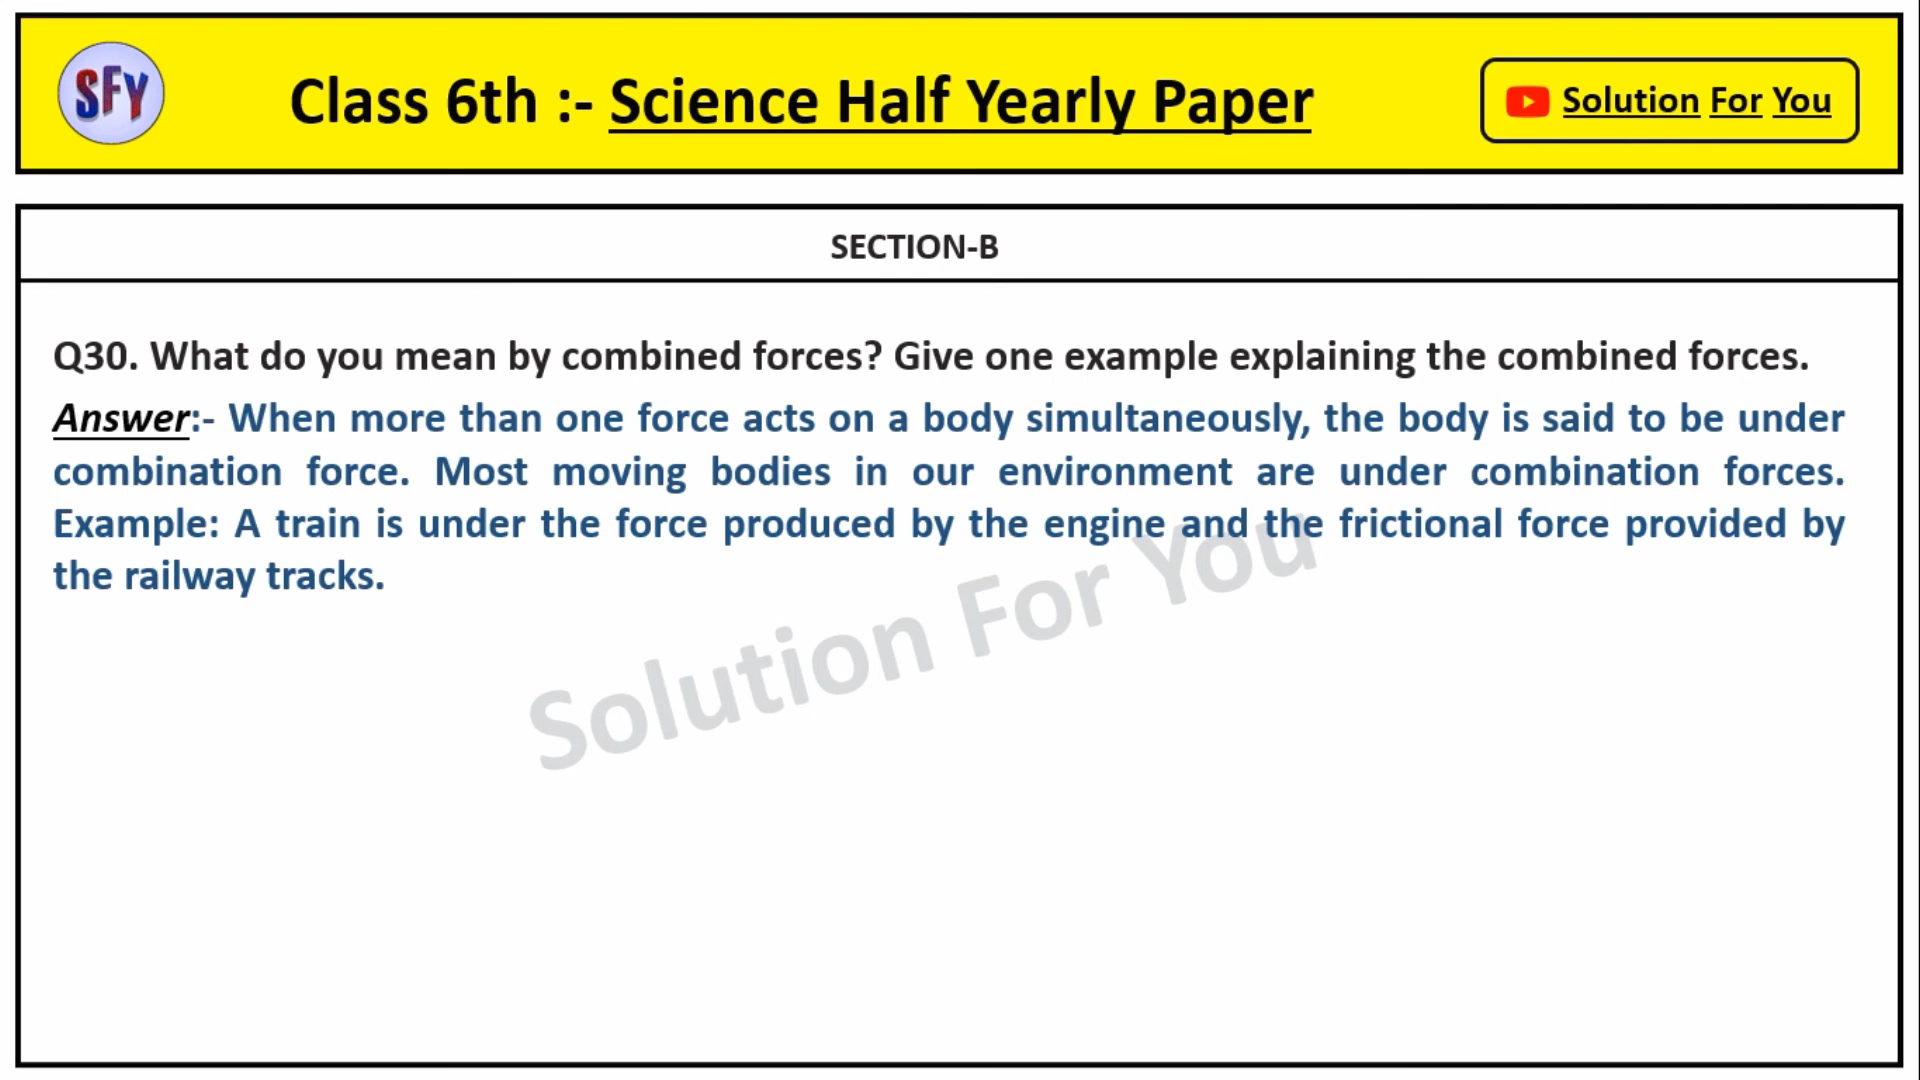 SFY
Class 6th :- Science Half Yearly Paper
Solution For You
SECTION-B
Q30. What do you mean by combined forces? Give one example explaining the combined forces.
Answer:- When more than one force acts on a body simultaneously, the body is said to be under
combination force. Most moving bodies in our environment are under combination forces.
Example: A train is under the force produced by the engine and the frictional force provided by
the railway tracks.
Solution For You